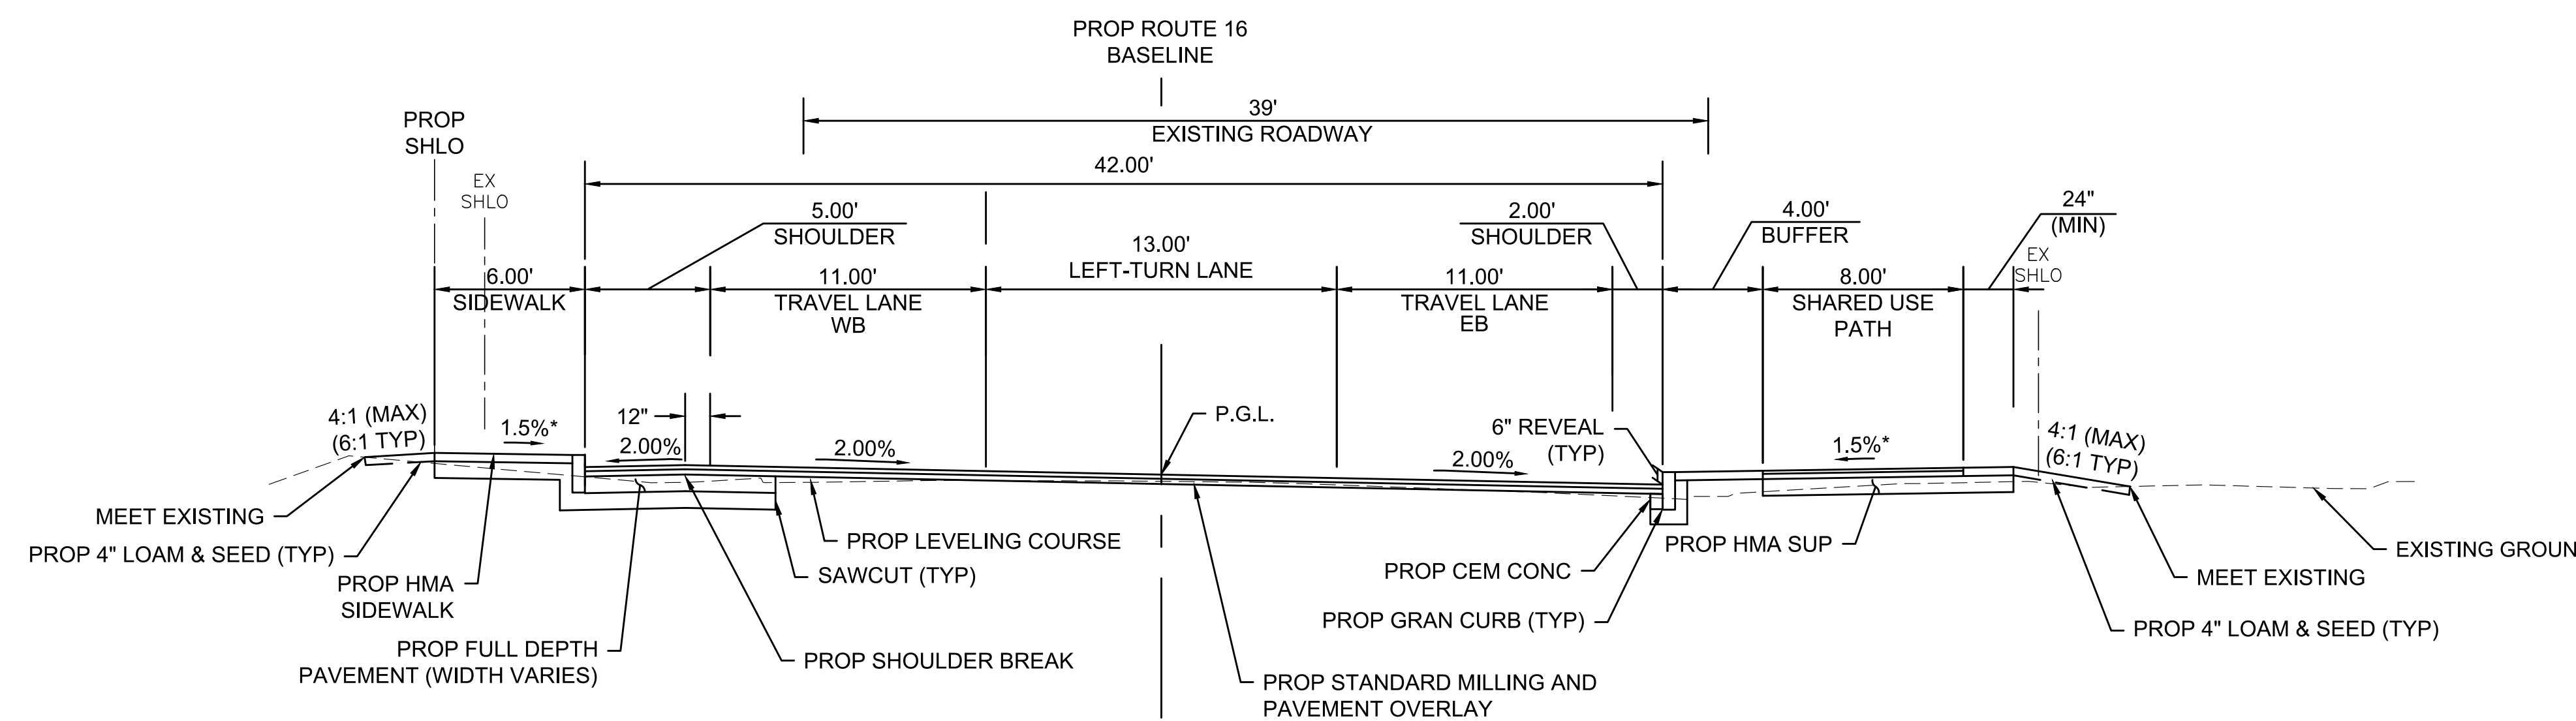 PROP ROUTE 16
BASELINE
39'
EXISTING ROADWAY
PROP
SHLO
42.00'
EX
SHLO
5.00'
SHOULDER
2.00'
SHOULDER
4.00'
BUFFER
24"
(MIN)
13.00'
LEFT-TURN LANE
EX
SHLO
6.00'
SIDEWALK
11.00'
TRAVEL LANE
WB
11.00'
TRAVEL LANE
EB
8.00'
SHARED USE
PATH
4:1 (MAX)
(6:1 TYP)
1.5%*
12"
2.00%
2.00%
P.G.L.
2.00%
6" REVEAL
(TYP)
1.5%*
4:1 (MAX)
(6:1 TYP)
MEET EXISTING
PROP 4" LOAM & SEED (TYP)
PROP HMA
SIDEWALK
PROP FULL DEPTH
PAVEMENT (WIDTH VARIES)
PROP LEVELING COURSE
SAWCUT (TYP)
PROP SHOULDER BREAK
PROP STANDARD MILLING AND
PAVEMENT OVERLAY
PROP CEM CONC
PROP GRAN CURB (TYP)
PROP HMA SUP
EXISTING GROUN
MEET EXISTING
PROP 4" LOAM & SEED (TYP)